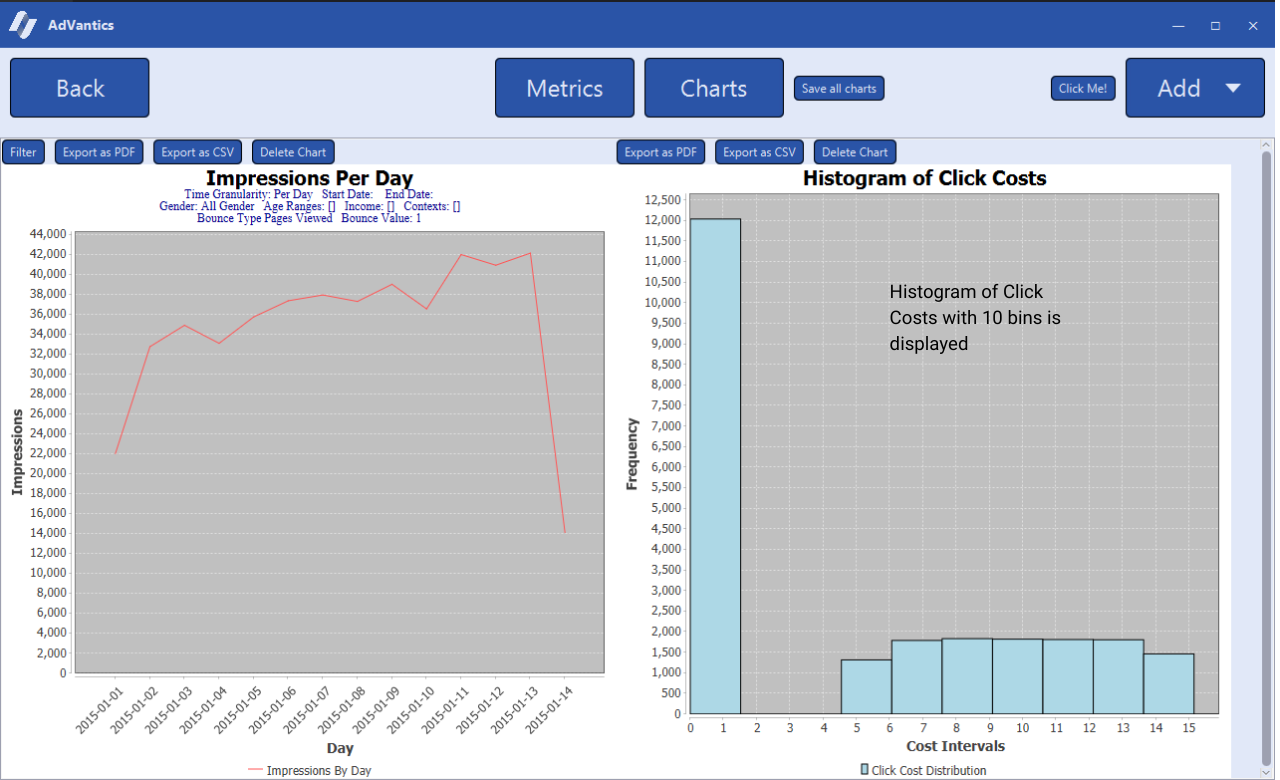 AdVantics
Back
Metrics
Charts
Save all charts
Click Me!
Add
Filter
Export as PDF
Export as CSV
Delete Chart
Export as PDF
Export as CSV
Delete Chart
Impressions Per Day
Time Granularity: Per Day Start Date: End Date:
Gender: All Gender Age Ranges: [] Income: [] Contexts: []
Bounce Type Pages Viewed Bounce Value: 1
44,000
42,000
40,000
38,000
36,000
34,000
32,000
30,000
28,000
26,000
24,000
22,000
20,000
18,000
16,000
14,000
12,000
10,000
8,000
6,000
4,000
2,000
0
Impressions
2015-01-01
2015-01-02
2015-01-03
2015-01-04
2015-01-05
2015-01-06
2015-01-07
2015-01-08
2015-01-09
2015-01-10
2015-01-11
2015-01-12
2015-01-13
2015-01-14
Day
Impressions By Day
Histogram of Click Costs
12,500
12,000
11,500
11,000
10,500
10,000
9,500
9,000
8,500
8,000
7,500
7,000
6,500
6,000
5,500
5,000
4,500
4,000
3,500
3,000
2,500
2,000
1,500
1,000
500
0
Frequency
Histogram of Click
Costs with 10 bins is
displayed
0 1 2 3 4 5 6 7 8 9 10 11 12 13 14 15
Cost Intervals
Click Cost Distribution